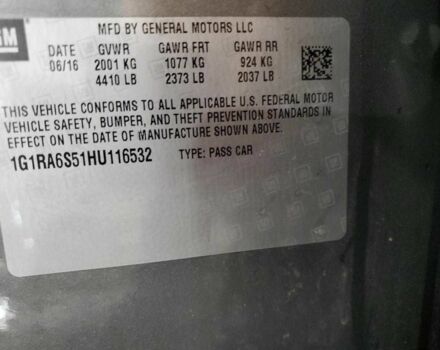 GM
MFD BY GENERAL MOTORS LLC
DATE GVWR GAWR FRT GAWR RR
06/16 2001 KG 1077 KG 924 KG
4410 LB 2373 LB 2037 LB
THIS VEHICLE CONFORMS TO ALL APPLICABLE U.S. FEDERAL MOTOR
VEHICLE SAFETY, BUMPER, AND THEFT PREVENTION STANDARDS IN
EFFECT ON THE DATE OF MANUFACTURE SHOWN ABOVE.
1G1RA6S51HU116532 TYPE: PASS CAR